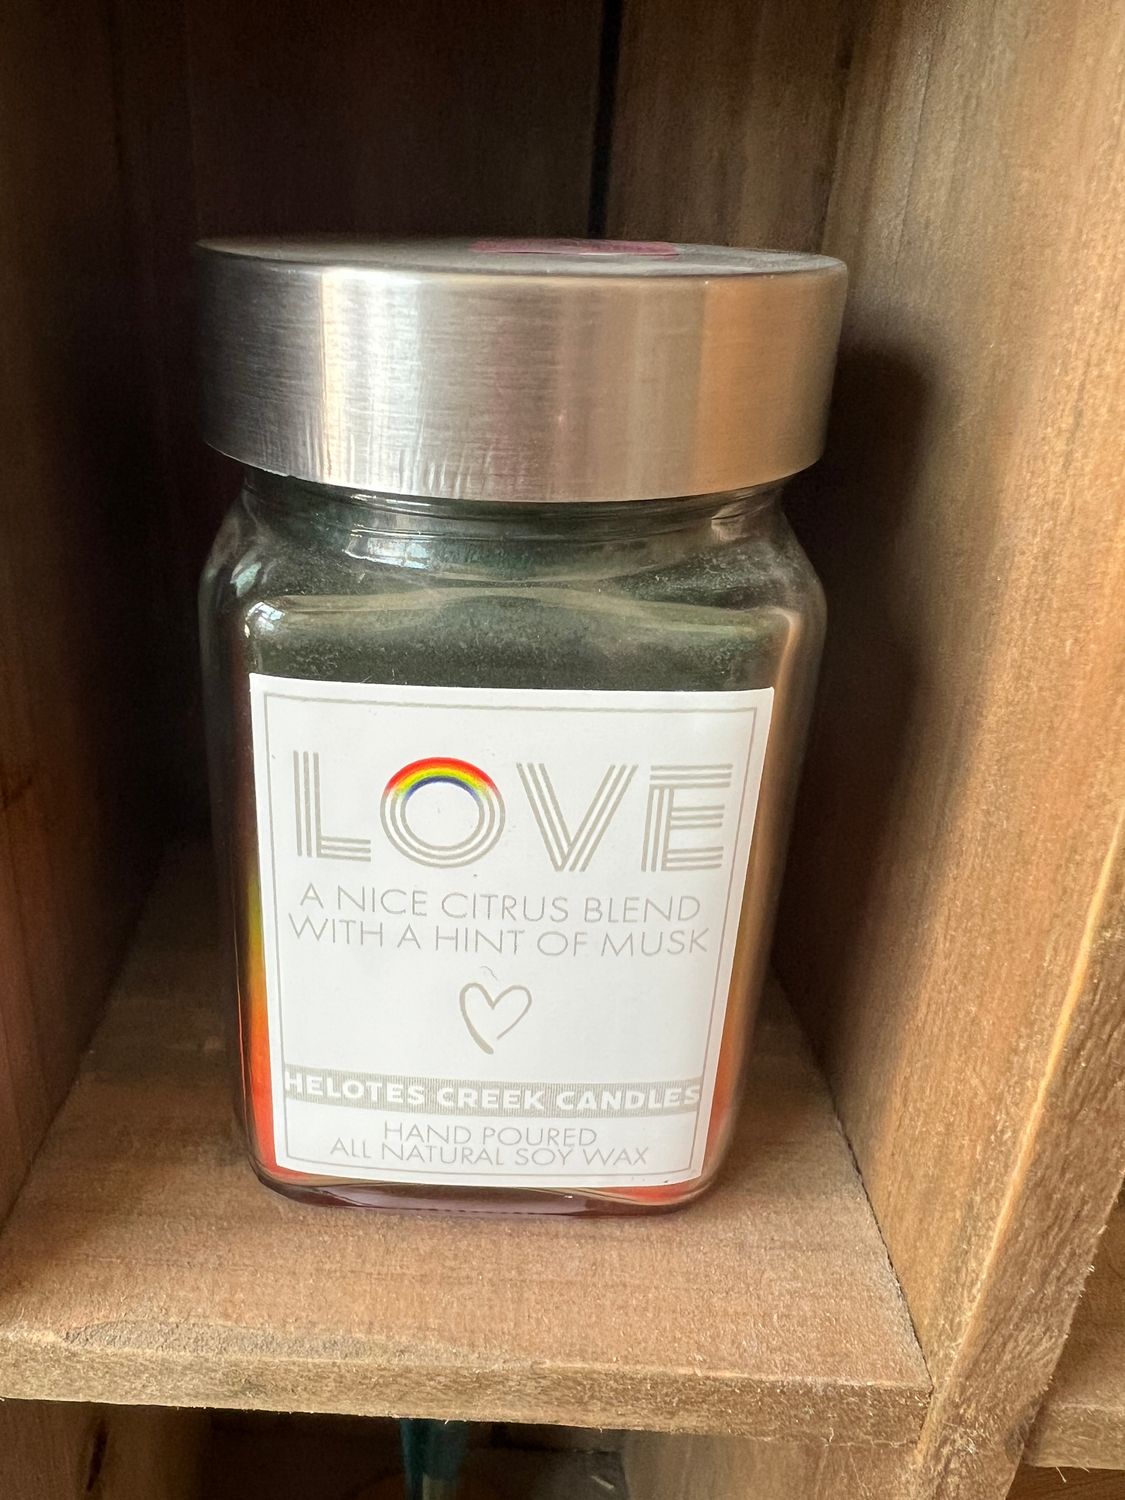 LOVE
A NICE CITRUS BLEND
WITH A HINT OF MUSK
HELOTES CREEK CANDLES
HAND POURED
ALL NATURAL SOY WAX